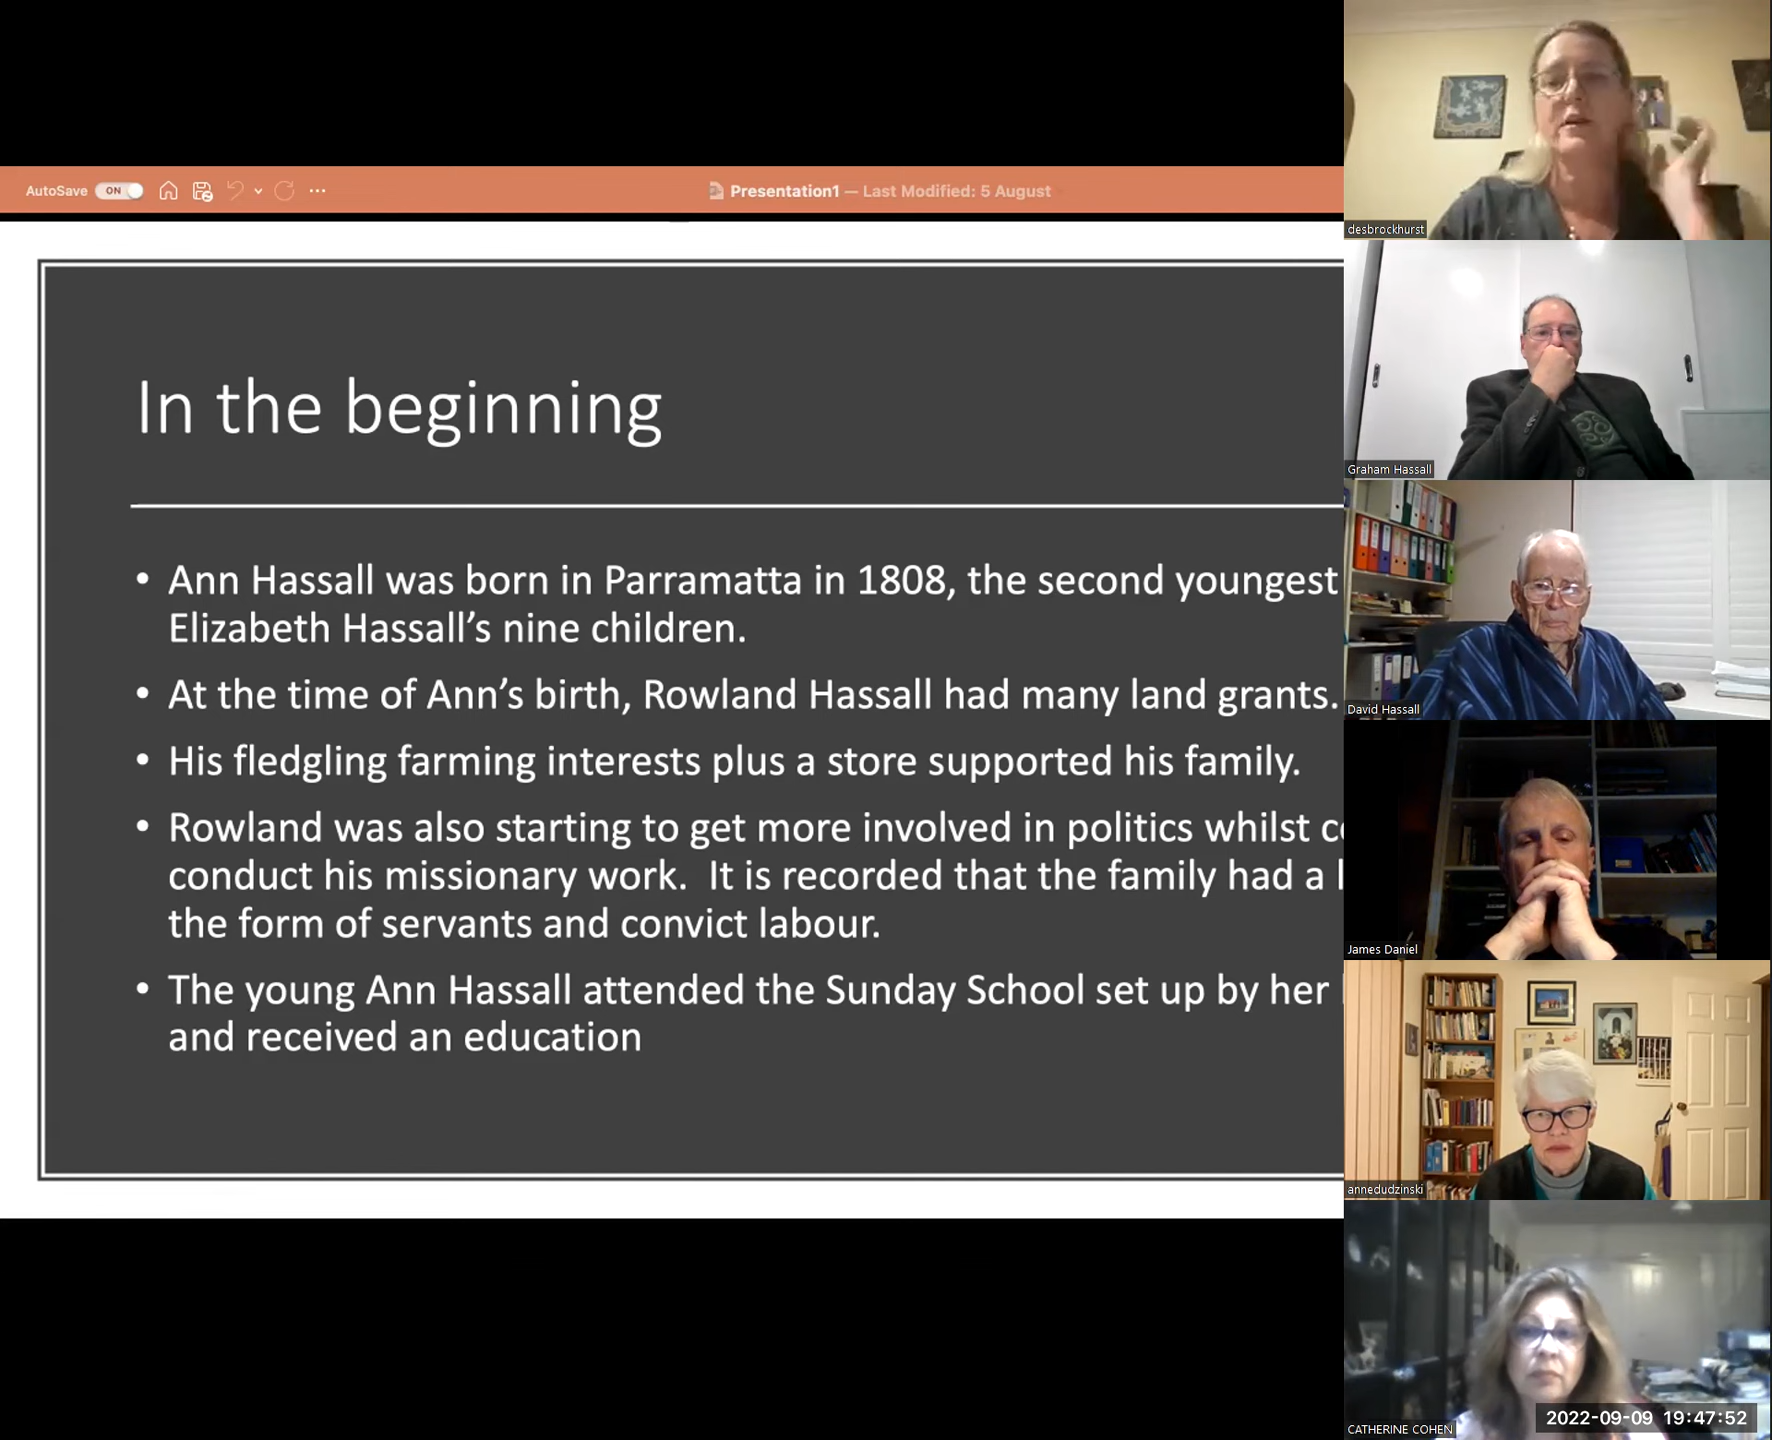 AutoSave ON
Presentation1 — Last Modified: 5 August
In the beginning
• Ann Hassall was born in Parramatta in 1808, the second youngest
Elizabeth Hassall's nine children.
• At the time of Ann's birth, Rowland Hassall had many land grants.
• His fledgling farming interests plus a store supported his family.
• Rowland was also starting to get more involved in politics whilst
conduct his missionary work. It is recorded that the family had a
the form of servants and convict labour.
• The young Ann Hassall attended the Sunday School set up by her
and received an education
desbrockhurst
Graham Hassall
David Hassall
James Daniel
annedudzinski
CATHERINE COHEN
2022-09-09 19:47:52